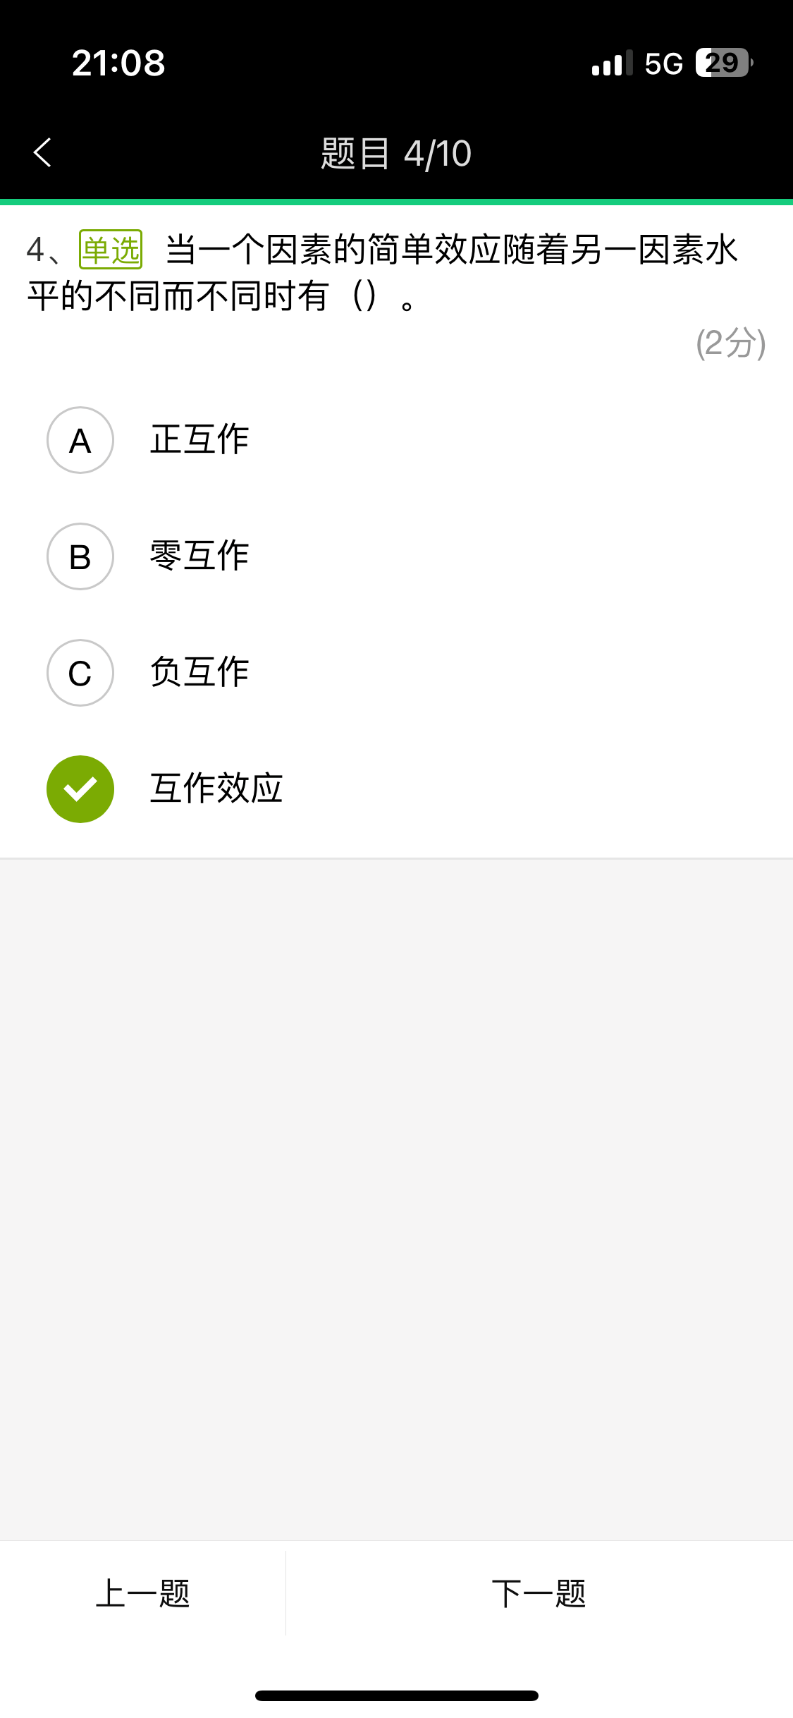 21:08 5G 29
题目 4/10
4、单选 当一个因素的简单效应随着另一因素水
平的不同而不同时有（）。
(2分)
A 正互作
B 零互作
C 负互作
互作效应
上一题 下一题